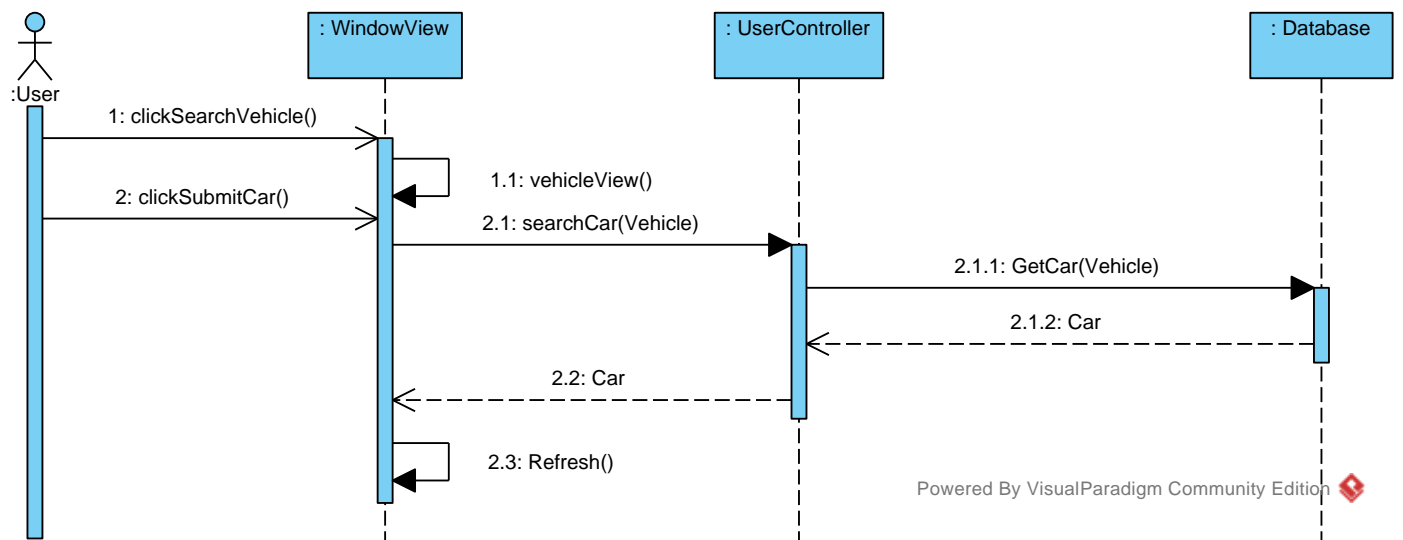 : WindowView
: UserController
: Database
:User
1: clickSearchVehicle()
1.1: vehicleView()
2: clickSubmitCar()
2.1: searchCar(Vehicle)
2.1.1: GetCar(Vehicle)
2.1.2: Car
2.2: Car
2.3: Refresh()
Powered By VisualParadigm Community Edition